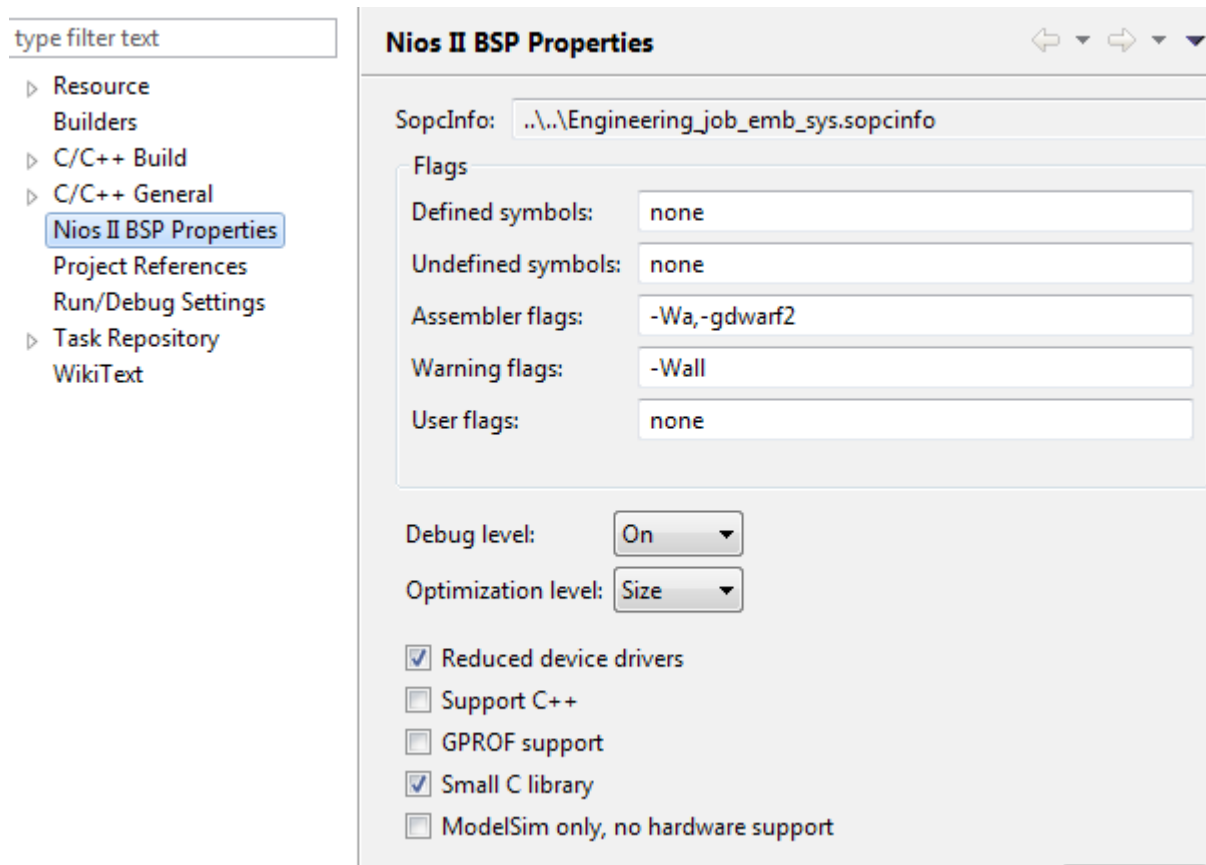 type filter text
Resource
Builders
C/C++ Build
C/C++ General
Nios II BSP Properties
Project References
Run/Debug Settings
Task Repository
WikiText
Nios II BSP Properties
SopcInfo: ..\..\Engineering_job_emb_sys.sopcinfo
Flags
Defined symbols: none
Undefined symbols: none
Assembler flags: -Wa,-gdwarf2
Warning flags: -Wall
User flags: none
Debug level: On
Optimization level: Size
Reduced device drivers
Support C++
GPROF support
Small C library
ModelSim only, no hardware support